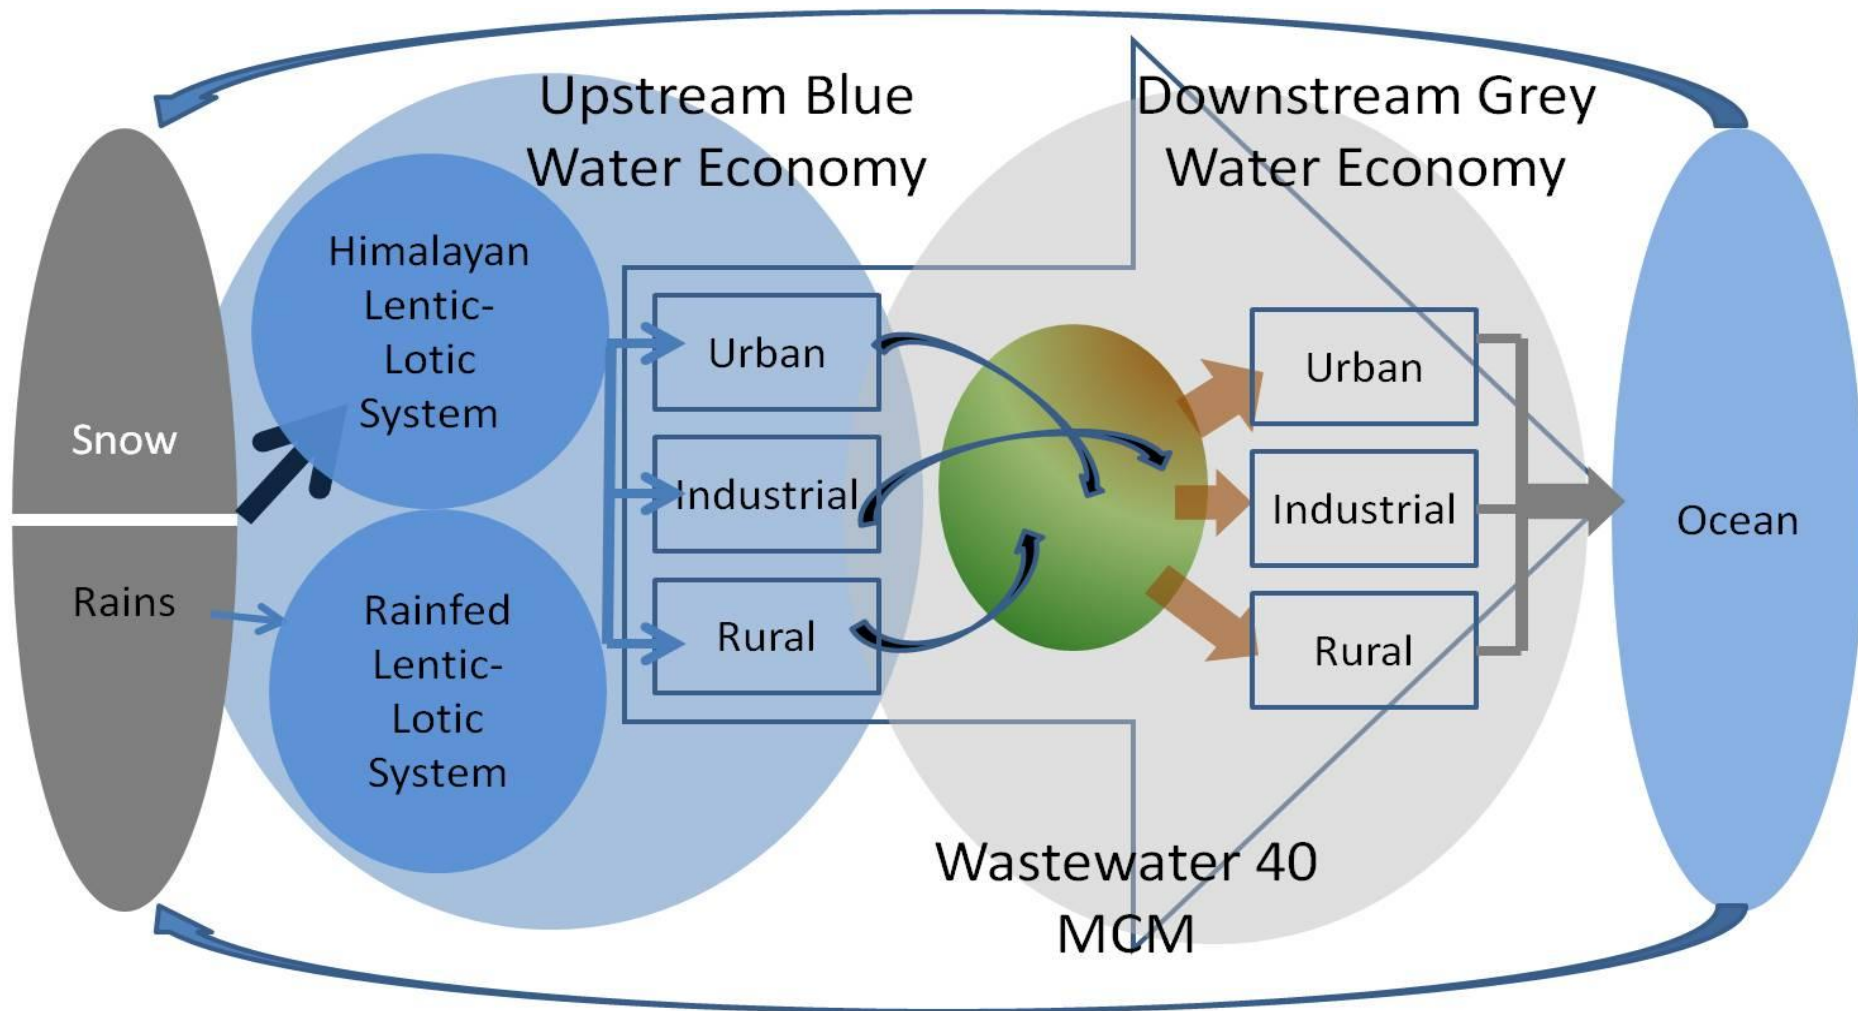 Upstream Blue
Water Economy
Downstream Grey
Water Economy
Himalayan
Lentic-
Lotic
System
Snow
Rains
Rainfed
Lentic-
Lotic
System
Urban
Industrial
Rural
Urban
Industrial
Rural
Ocean
Wastewater 40
MCM